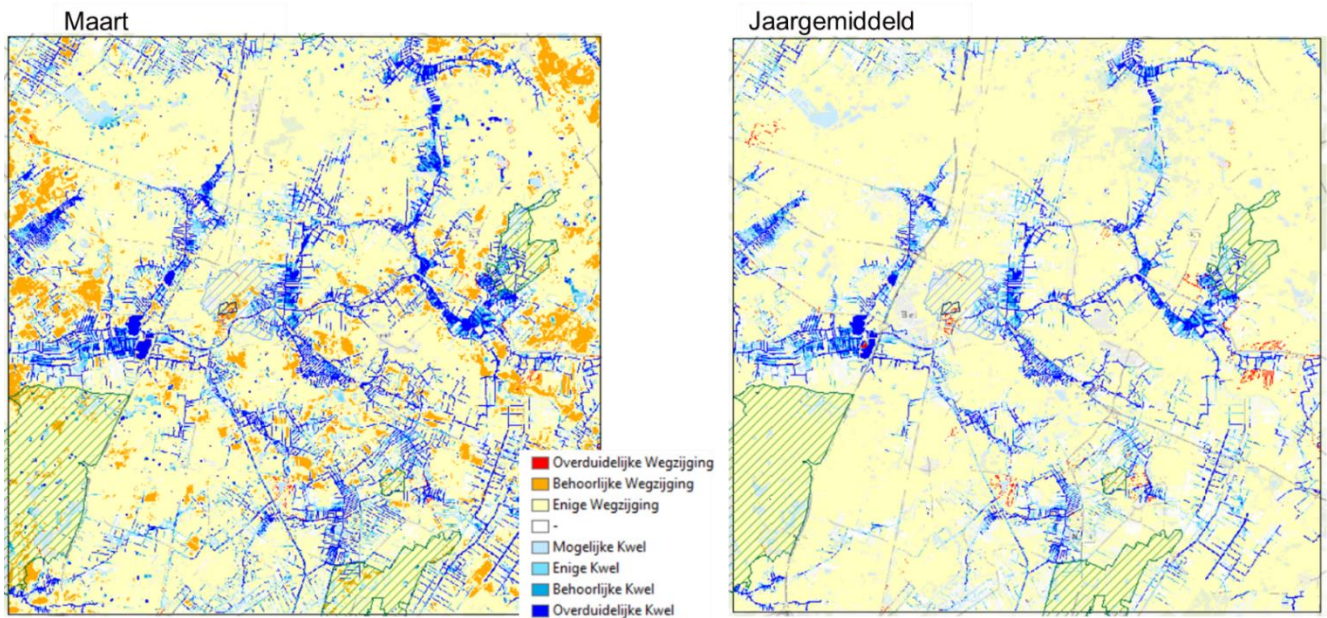 Maart
Jaargemiddeld
Overduidelijke Wegzijging
Behoorlijke Wegzijging
Enige Wegzijging
-
Mogelijke Kwel
Enige Kwel
Behoorlijke Kwel
Overduidelijke Kwel